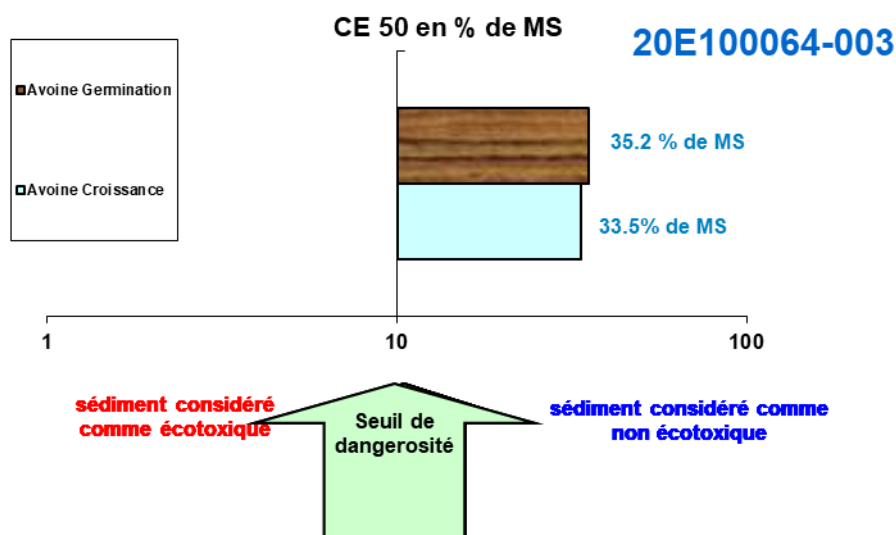 CE 50 en % de MS
20E100064-003
Avoine Germination
Avoine Croissance
35.2 % de MS
33.5% de MS
1
10
100
sédiment considéré
comme écotoxique
Seuil de
dangerosité
sédiment considéré comme
non écotoxique